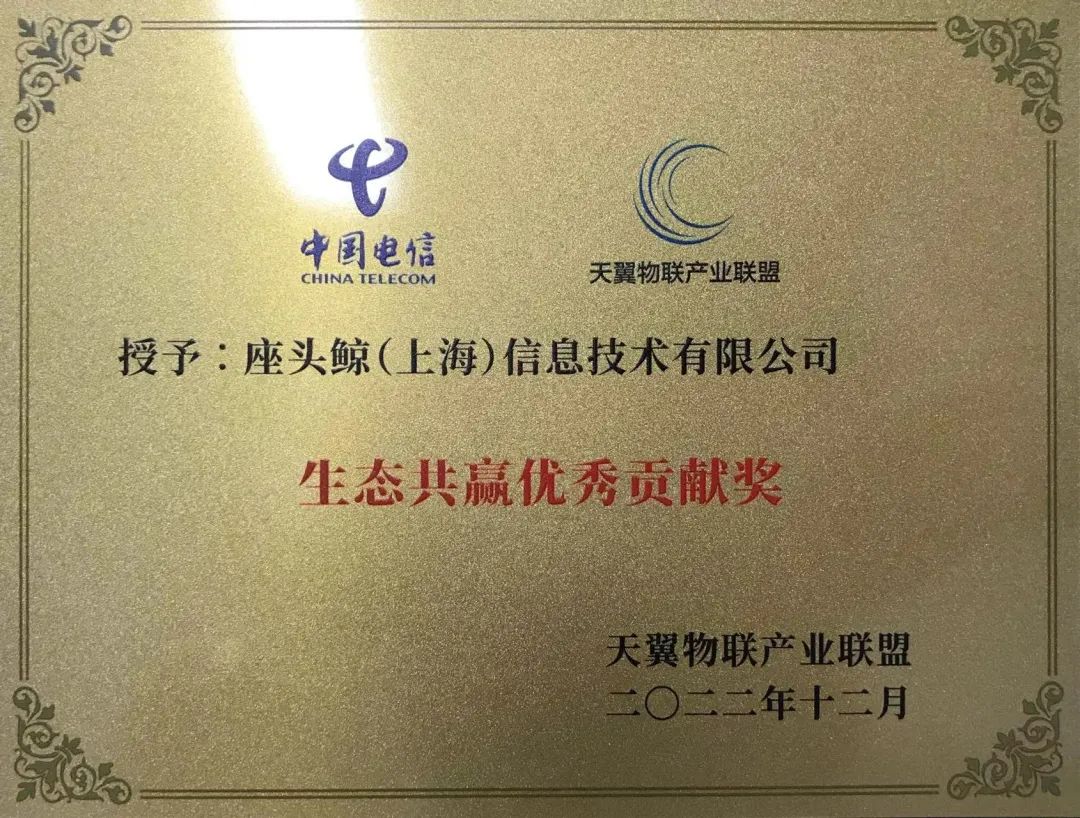 中国电信
CHINA TELECOM
天翼物联产业联盟
授予：座头鲸（上海）信息技术有限公司
生态共赢优秀贡献奖
天翼物联产业联盟
二〇二二年十二月